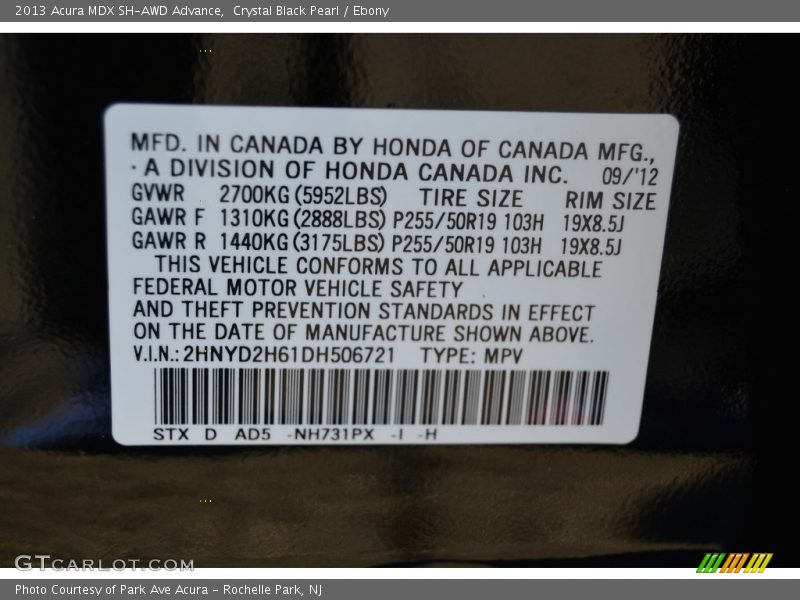 2013 Acura MDX SH-AWD Advance,  Crystal Black Pearl / Ebony
MFD. IN CANADA BY HONDA OF CANADA MFG.,
· A DIVISION OF HONDA CANADA INC. 09/'12
GVWR 2700KG (5952LBS) TIRE SIZE RIM SIZE
GAWR F 1310KG (2888LBS) P255/50R19 103H 19X8.5J
GAWR R 1440KG (3175LBS) P255/50R19 103H 19X8.5J
THIS VEHICLE CONFORMS TO ALL APPLICABLE
FEDERAL MOTOR VEHICLE SAFETY
AND THEFT PREVENTION STANDARDS IN EFFECT
ON THE DATE OF MANUFACTURE SHOWN ABOVE.
V.I.N.: 2HNYD2H61DH506721 TYPE: MPV
STX D AD5 -NH731PX -I -H
GTCARLOT.COM
Photo Courtesy of Park Ave Acura - Rochelle Park, NJ